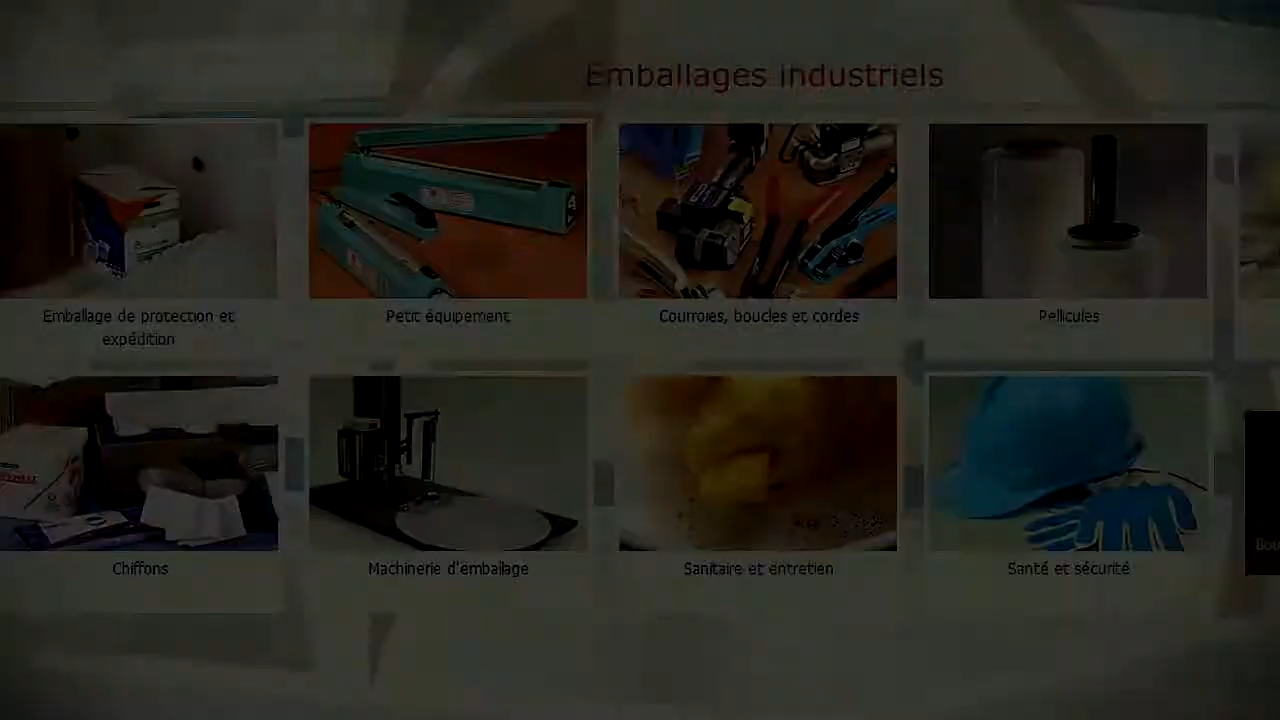 Emballages industriels
Emballage de protection et
expédition
Petit équipement
Courroies, boucles et cordes
Pellicules
Chiffons
Machinerie d'emballage
Sanitaire et entretien
Santé et sécurité